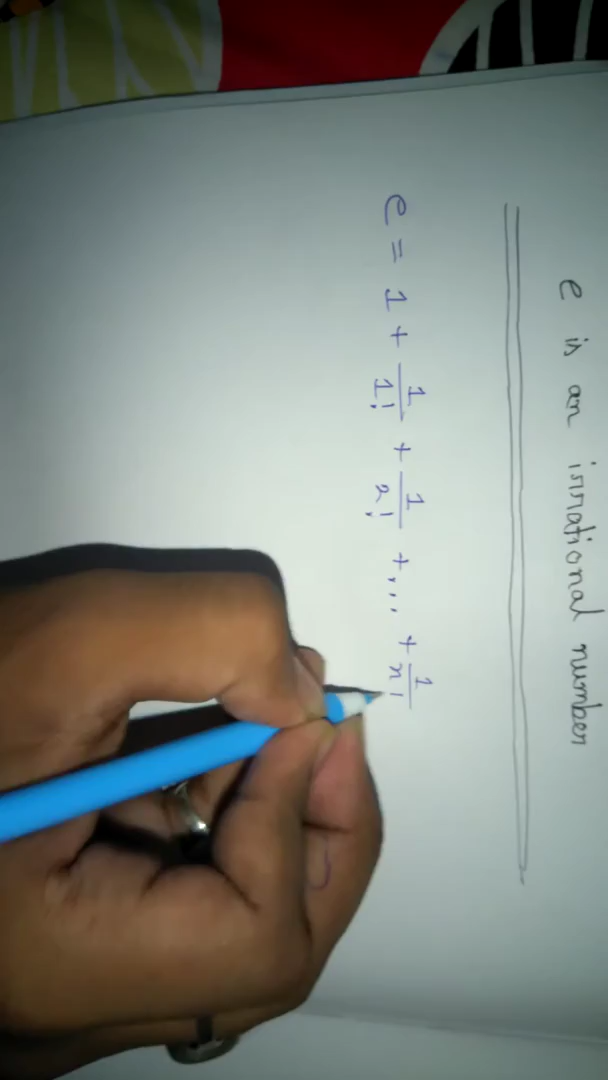 e is an irrational number
e = 1 + 1/1! + 1/2! + ... + 1/n!